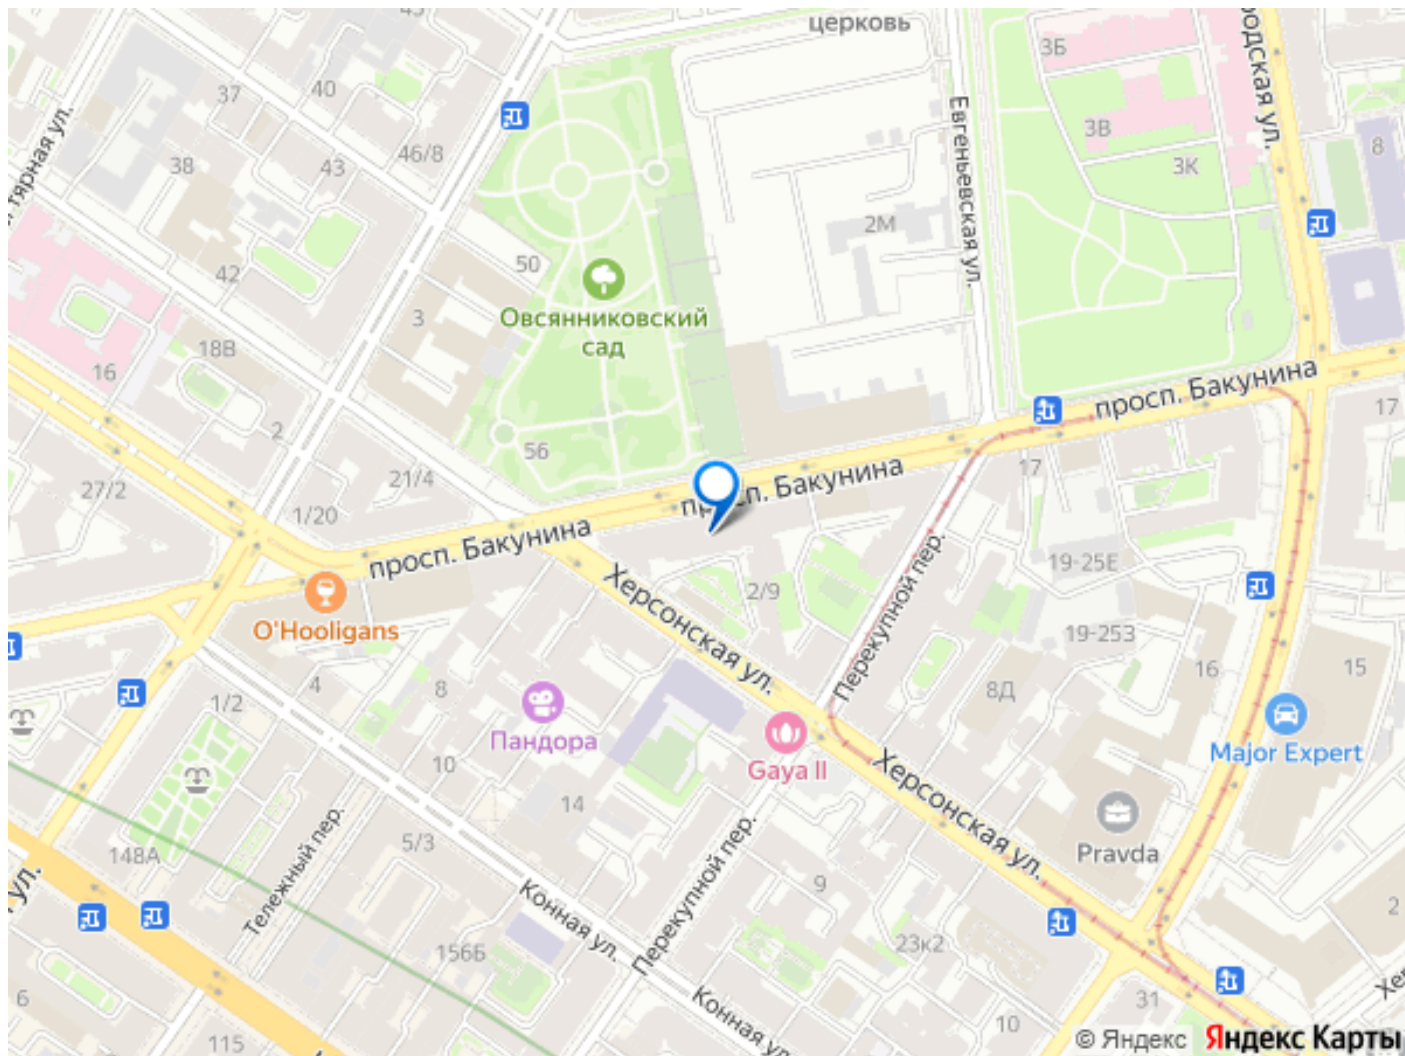 церковь
45
3Б
40
37
3В
46/8
8
43
38
3К
Евгеньевская ул.
2М
50
42
Овсянниковский
сад
3
18В
16
просп. Бакунина
17
2
56
21/4
17
27/2
просп. Бакунина
1/20
просп. Бакунина
19-25Е
Херсонская ул.
2/9
Перекупной пер.
O'Hooligans
19-253
16
15
4
8
8Д
1/2
Пандора
Gaya II
Major Expert
10
Херсонская ул.
14
Pravda
5/3
148А
Тележный пер.
Перекупной пер.
9
2
Конная ул.
23к2
156Б
6
Конная ул.
31
10
115
© Яндекс Яндекс Карты